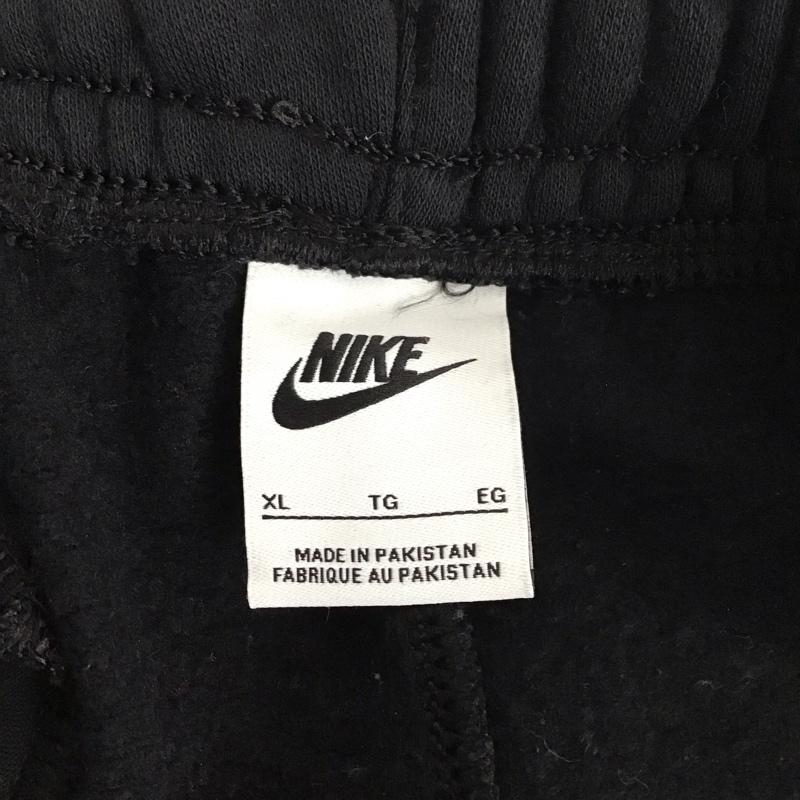 NIKE
XL TG EG
MADE IN PAKISTAN
FABRIQUE AU PAKISTAN